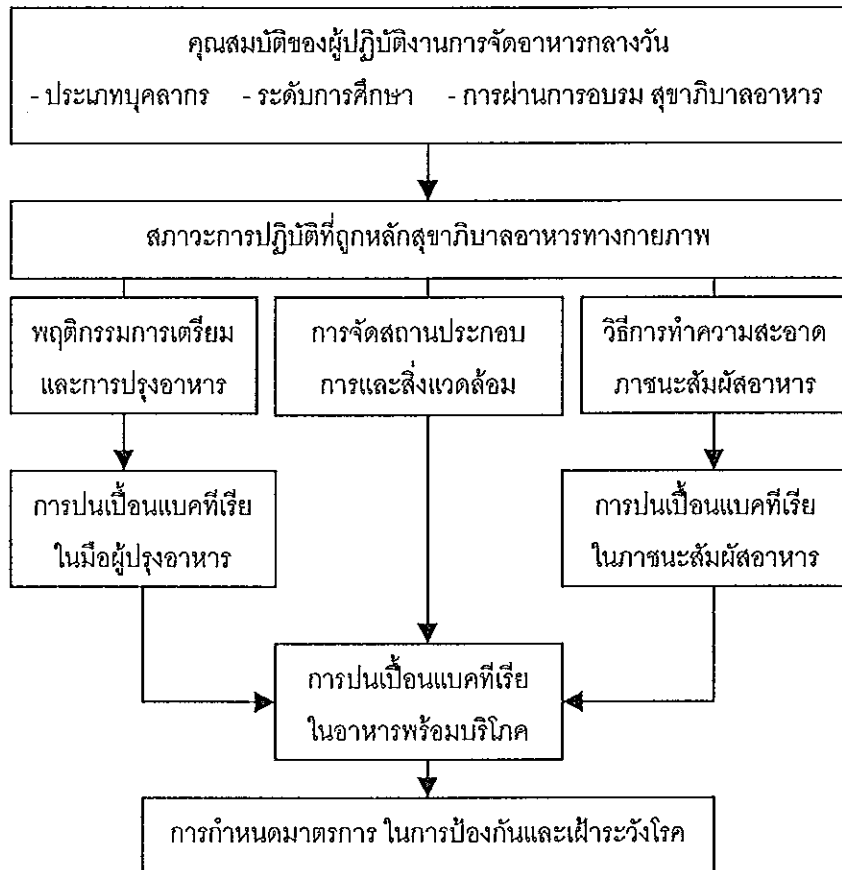 คุณสมบัติของผู้ปฏิบัติงานการจัดอาหารกลางวัน
- ประเภทบุคลากร - ระดับการศึกษา - การผ่านการอบรม สุขาภิบาลอาหาร
สภาวะการปฏิบัติที่ถูกหลักสุขาภิบาลอาหารทางกายภาพ
พฤติกรรมการเตรียม
และการปรุงอาหาร
การจัดสถานประกอบ
การและสิ่งแวดล้อม
วิธีการทำความสะอาด
ภาชนะสัมผัสอาหาร
การปนเปื้อนแบคทีเรีย
ในมือผู้ปรุงอาหาร
การปนเปื้อนแบคทีเรีย
ในภาชนะสัมผัสอาหาร
การปนเปื้อนแบคทีเรีย
ในอาหารพร้อมบริโภค
การกำหนดมาตรการ ในการป้องกันและเฝ้าระวังโรค